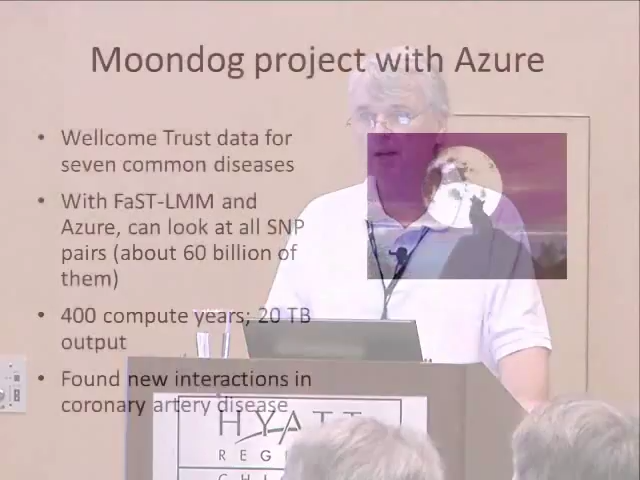 Moondog project with Azure
• Wellcome Trust data for
seven common diseases
• With FaST-LMM and
Azure, can look at all SNP
pairs (about 60 billion of
them)
• 400 compute years; 20 TB
output
• Found new interactions in
coronary artery disease
HYATT
REG
CHI